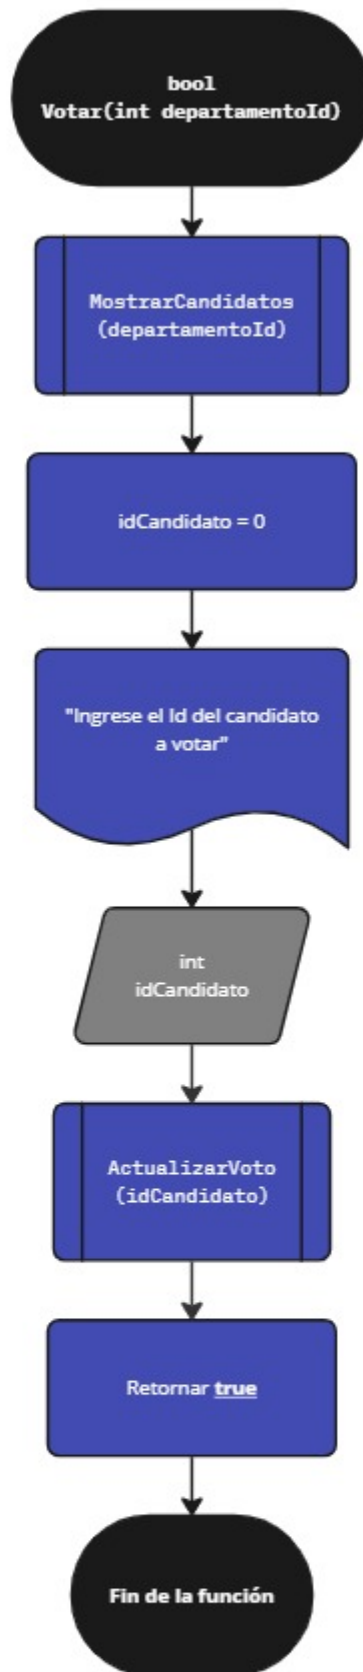 bool
Votar(int departamentoId)
MostrarCandidatos
(departamentoId)
idCandidato = 0
"Ingrese el Id del candidato
a votar"
int
idCandidato
ActualizarVoto
(idCandidato)
Retornar true
Fin de la función